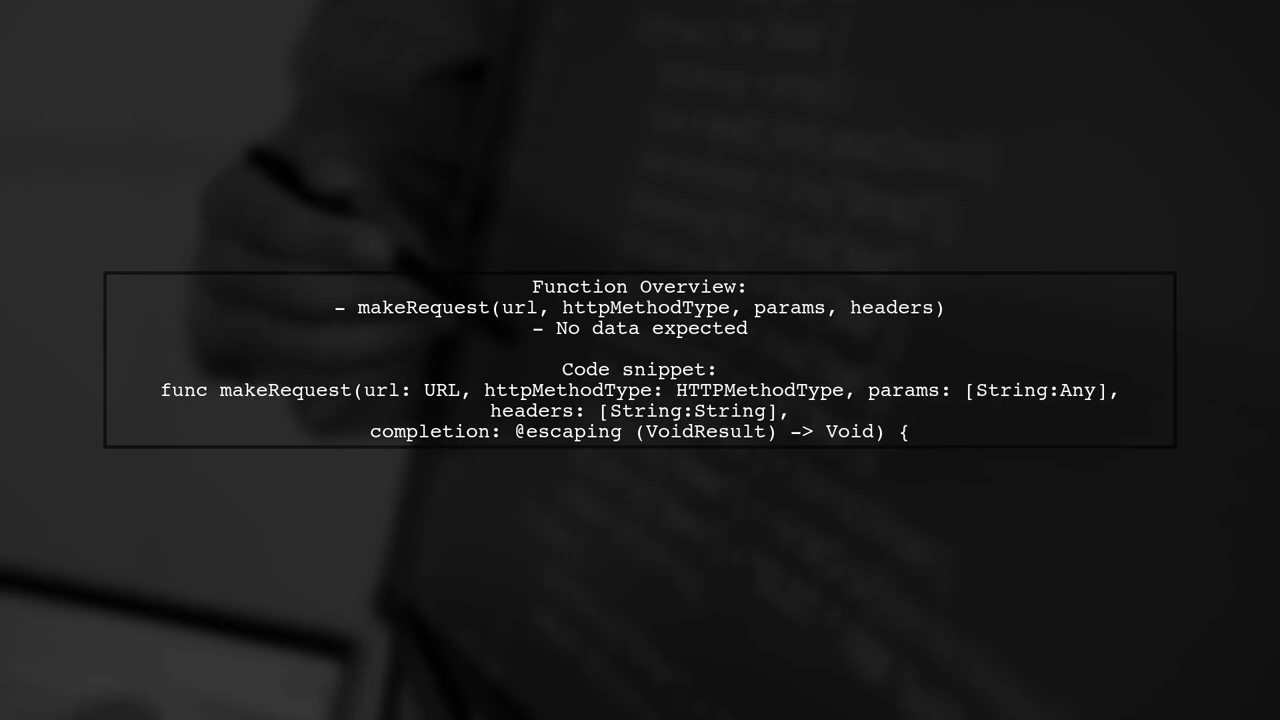 Function Overview:
- makeRequest(url, httpMethodType, params, headers)
- No data expected
Code snippet:
func makeRequest(url: URL, httpMethodType: HTTPMethodType, params: [String:Any],
headers: [String:String],
completion: @escaping (VoidResult) -> Void) {